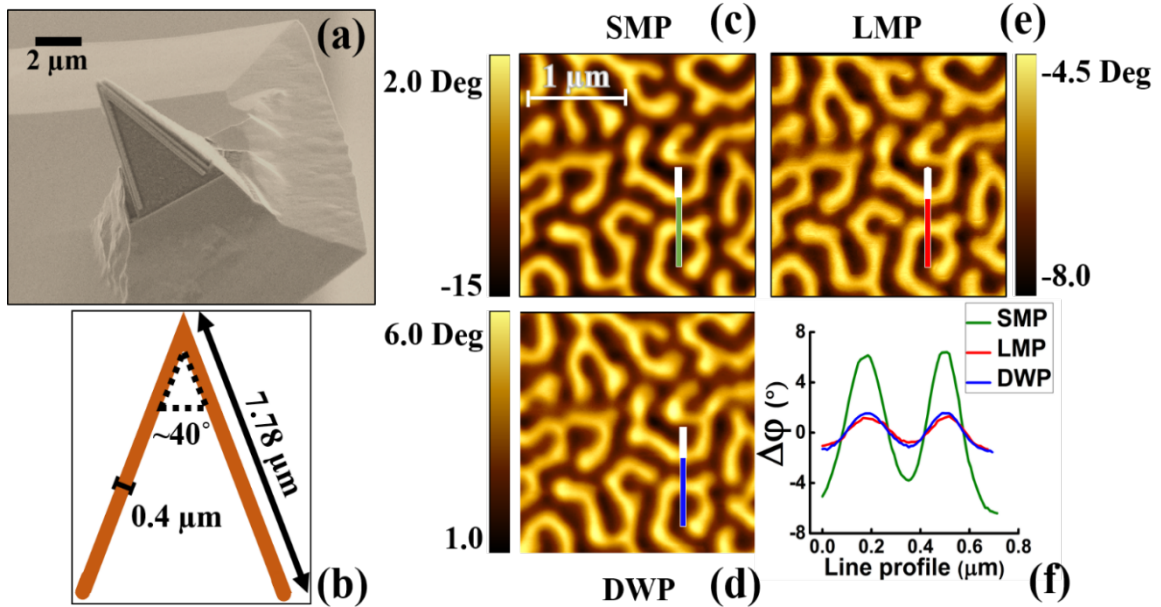 (a)
2 μm
SMP
(c)
LMP
(e)
2.0 Deg
-15
1 μm
-4.5 Deg
-8.0
~40°
7.78 μm
0.4 μm
(b)
6.0 Deg
1.0
DWP
(d)
SMP
LMP
DWP
Δφ (°)
8
4
0
-4
-8
0.0 0.2 0.4 0.6 0.8
Line profile (μm)
(f)